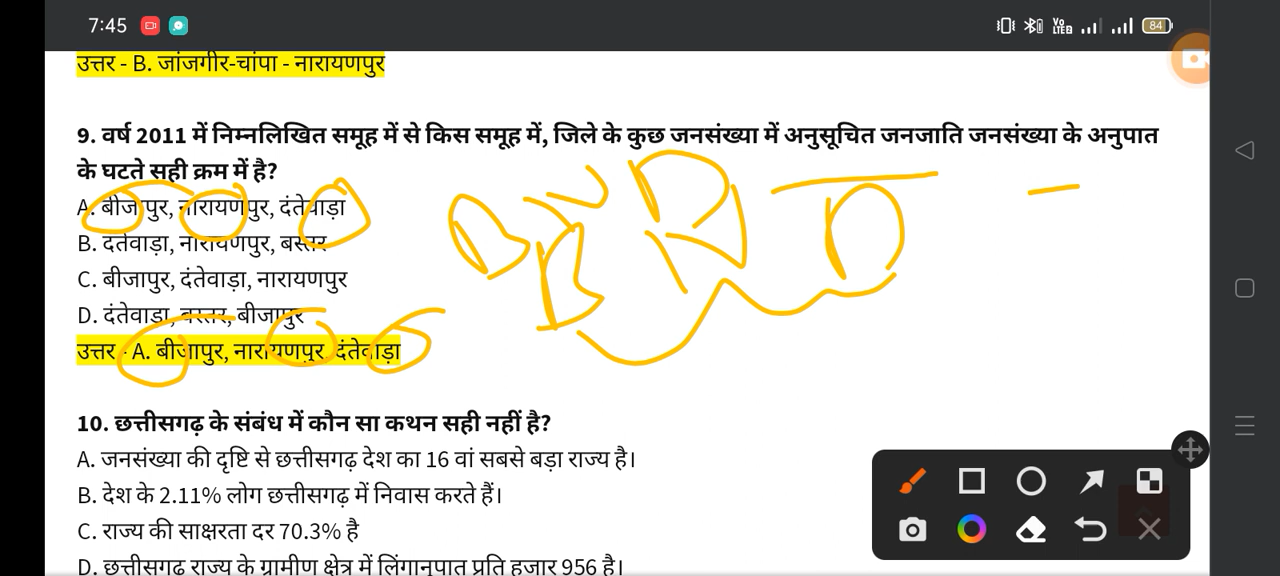 7:45
Vo LTE 2 84
उत्तर - B. जांजगीर-चांपा - नारायणपुर
9. वर्ष 2011 में निम्नलिखित समूह में से किस समूह में, जिले के कुछ जनसंख्या में अनुसूचित जनजाति जनसंख्या के अनुपात
के घटते सही क्रम में है?
A. बीजापुर, नारायणपुर, दंतेवाड़ा
B. दंतेवाड़ा, नारायणपुर, बस्तर
C. बीजापुर, दंतेवाड़ा, नारायणपुर
D. दंतेवाडा, बस्तर, बीजापुर
उत्तर - A. बीजापुर, नारायणपुर, दंतेवाड़ा
10. छत्तीसगढ़ के संबंध में कौन सा कथन सही नहीं है?
A. जनसंख्या की दृष्टि से छत्तीसगढ़ देश का 16 वां सबसे बड़ा राज्य है।
B. देश के 2.11% लोग छत्तीसगढ़ में निवास करते हैं।
C. राज्य की साक्षरता दर 70.3% है
D. छत्तीसगढ़ राज्य के ग्रामीण क्षेत्र में लिंगानुपात प्रति हजार 956 है।